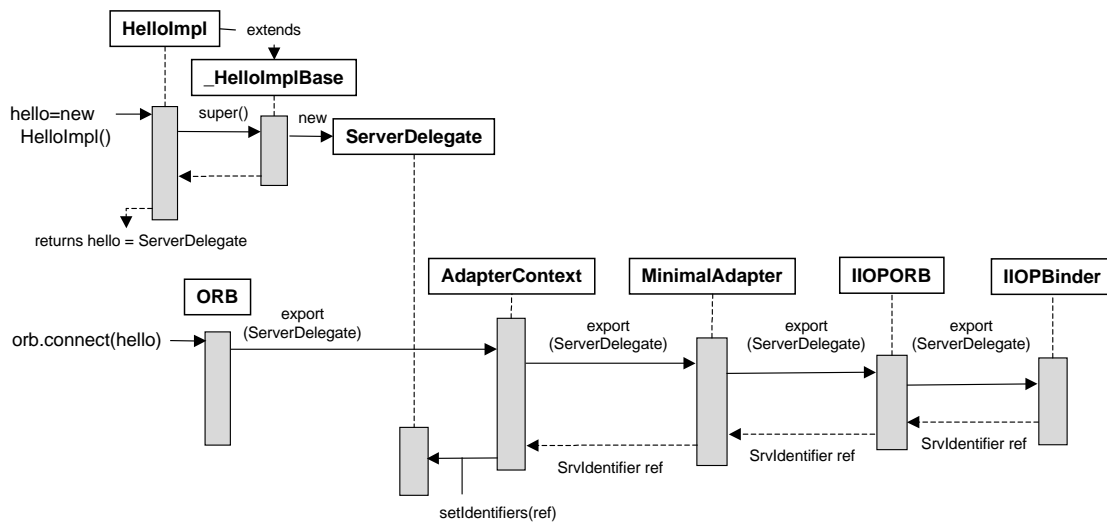 HelloImpl
extends
_HelloImplBase
hello=new
HelloImpl()
super()
new
ServerDelegate
returns hello = ServerDelegate
AdapterContext
MinimalAdapter
IIOPORB
IIOPBinder
ORB
orb.connect(hello)
export
(ServerDelegate)
export
(ServerDelegate)
export
(ServerDelegate)
export
(ServerDelegate)
SrvIdentifier ref
SrvIdentifier ref
SrvIdentifier ref
setIdentifiers(ref)